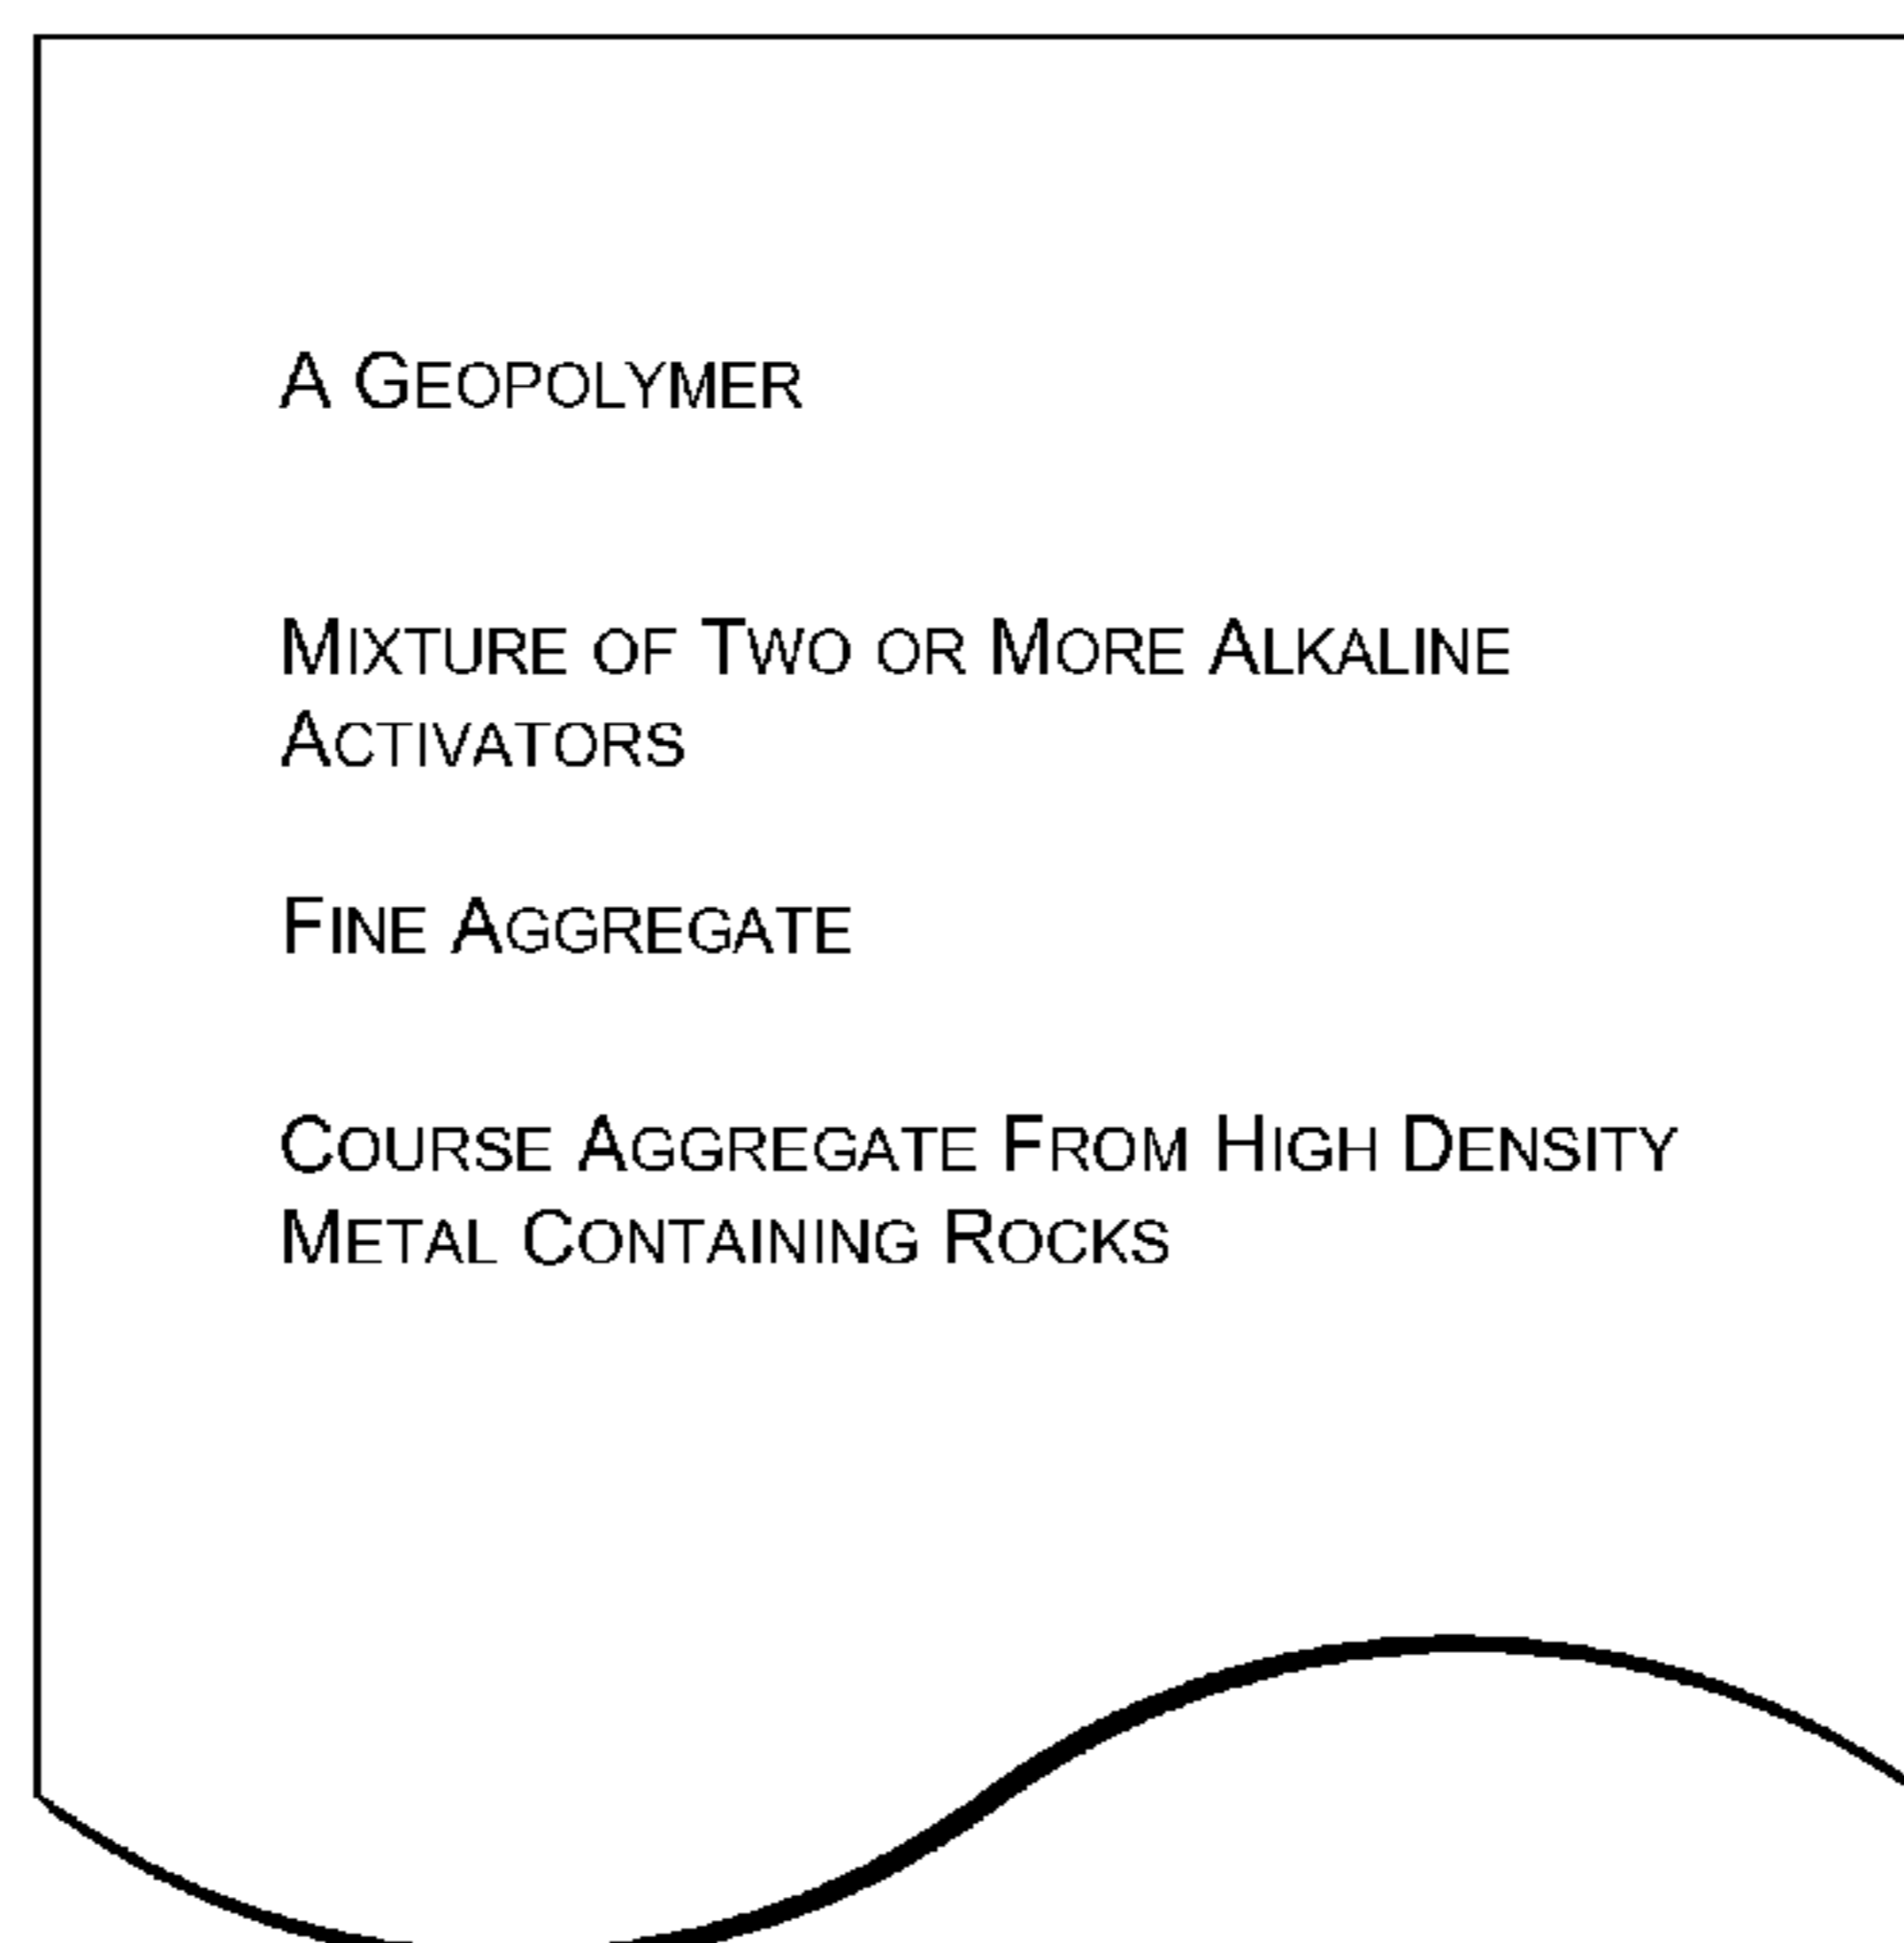 A GEOPOLYMER
MIXTURE OF TWO OR MORE ALKALINE
ACTIVATORS
FINE AGGREGATE
COURSE AGGREGATE FROM HIGH DENSITY
METAL CONTAINING ROCKS